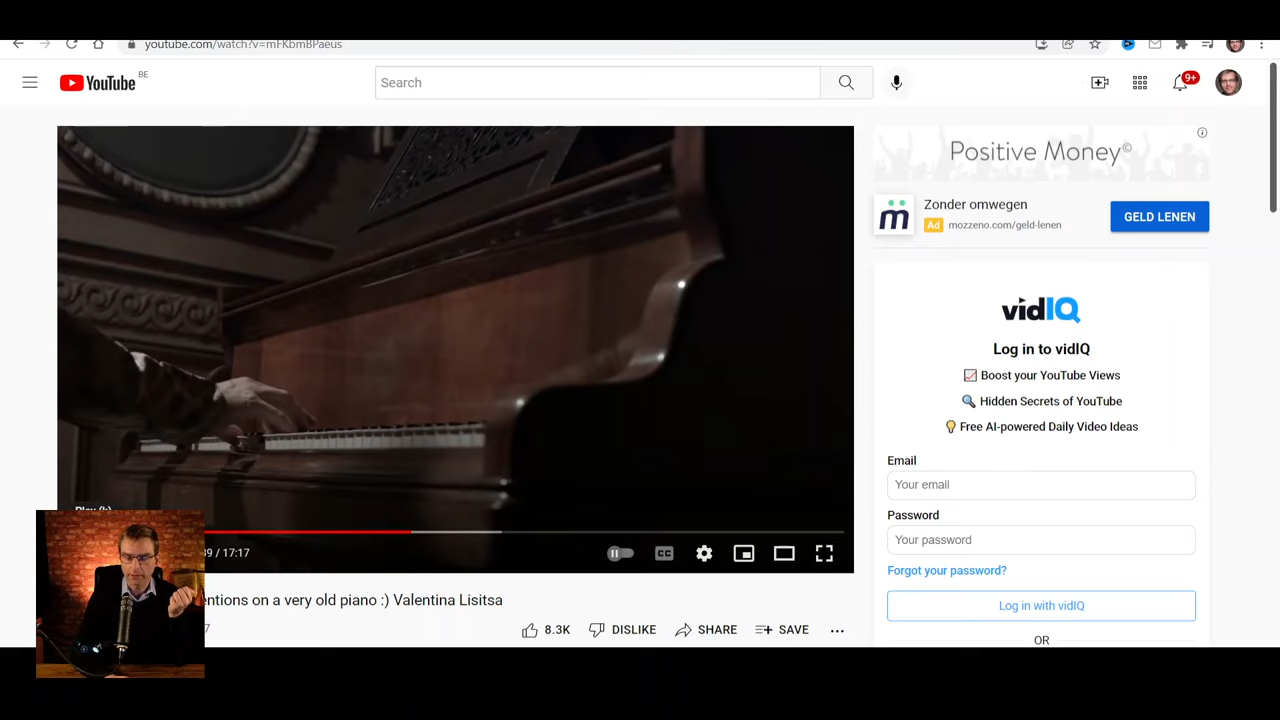 youtube.com/watch?v=mFKbmBPaeus
YouTube BE
Search
9+
Positive Money©
Zonder omwegen
Ad mozzeno.com/geld-lenen
GELD LENEN
m
vidIQ
Log in to vidIQ
Boost your YouTube Views
Hidden Secrets of YouTube
Free AI-powered Daily Video Ideas
Email
Your email
Password
Your password
Forgot your password?
Log in with vidIQ
OR
Play (k)
39 / 17:17
CC
entions on a very old piano :) Valentina Lisitsa
7
8.3K DISLIKE SHARE SAVE